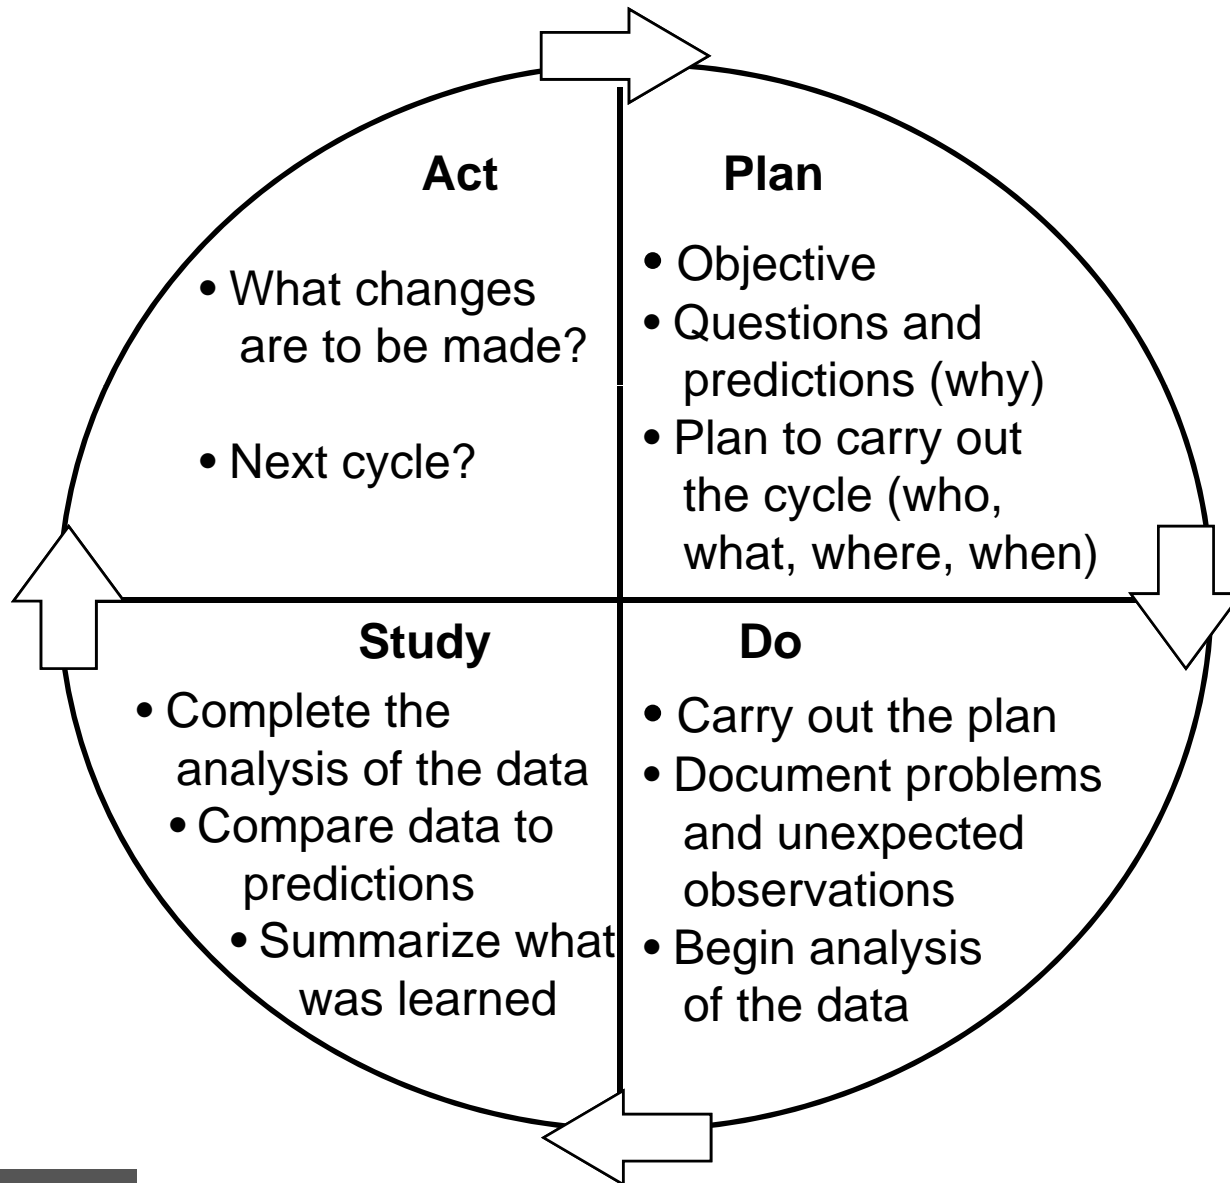 Act
• What changes
are to be made?
• Next cycle?
Plan
• Objective
• Questions and
predictions (why)
• Plan to carry out
the cycle (who,
what, where, when)
Study
• Complete the
analysis of the data
• Compare data to
predictions
• Summarize what
was learned
Do
• Carry out the plan
• Document problems
and unexpected
observations
• Begin analysis
of the data